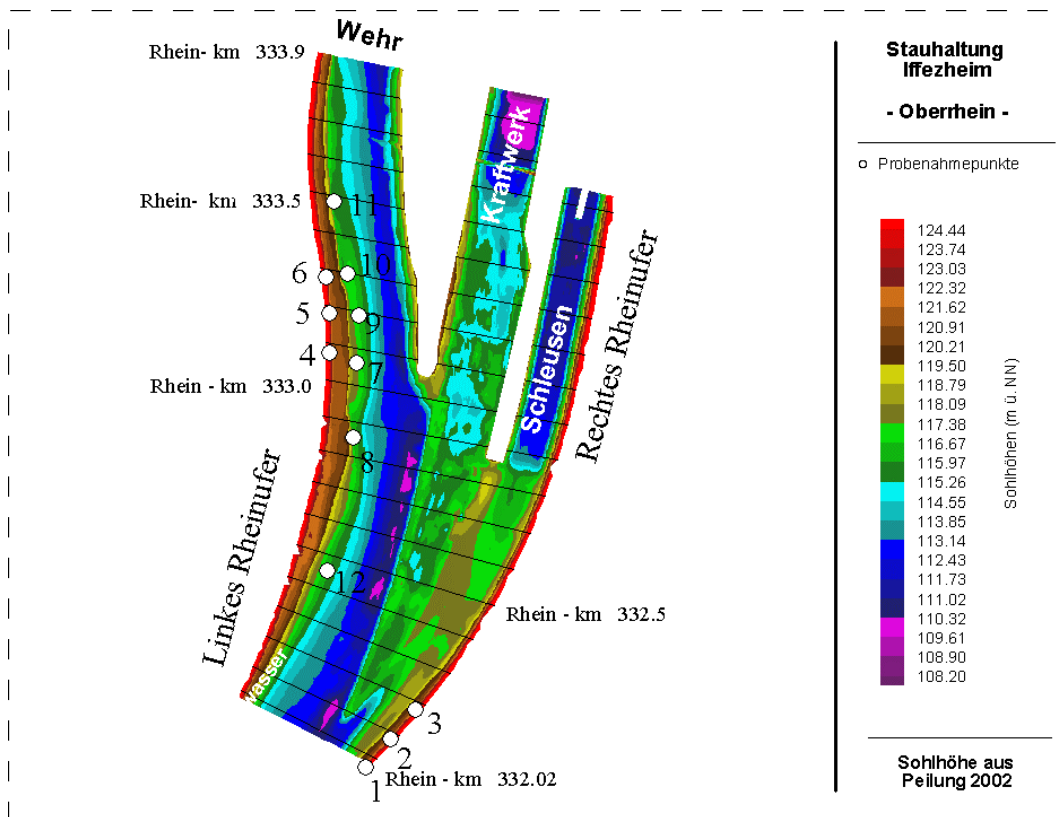 Wehr
Rhein- km 333.9
Rhein- km 333.5
11
10
6
5
9
4
7
Rhein - km 333.0
8
12
Kraftwerk
Schleusen
Rechtes Rheinufer
Linkes Rheinufer
wasser
Rhein - km 332.5
3
2
1
Rhein - km 332.02
Stauhaltung
Iffezheim
- Oberrhein -
Probenahmepunkte
124.44
123.74
123.03
122.32
121.62
120.91
120.21
119.50
118.79
118.09
117.38
116.67
115.97
115.26
114.55
113.85
113.14
112.43
111.73
111.02
110.32
109.61
108.90
108.20
Sohlhöhen (m ü. NN)
Sohlhöhe aus
Peilung 2002